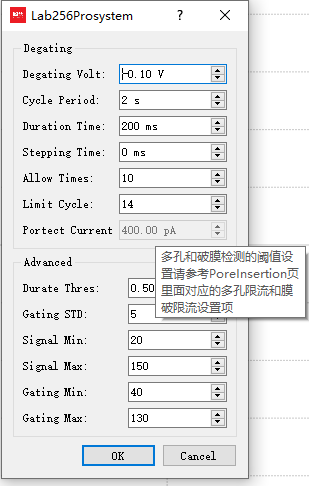 Lab256Prosystem
Degating
Degating Volt: -0.10 V
Cycle Period: 2 s
Duration Time: 200 ms
Stepping Time: 0 ms
Allow Times: 10
Limit Cycle: 14
Portect Current 400.00 pA
多孔和破膜检测的阈值设
置请参考PoreInsertion页
里面对应的多孔限流和膜
破限流设置项
Advanced
Durate Thres: 0.50
Gating STD: 5
Signal Min: 20
Signal Max: 150
Gating Min: 40
Gating Max: 130
OK Cancel